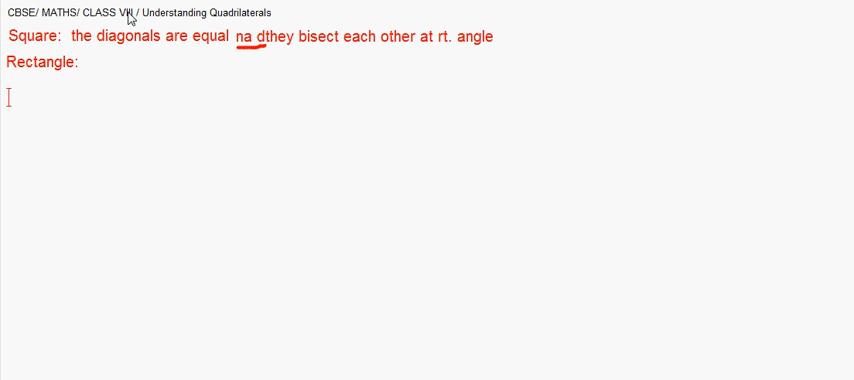 CBSE/ MATHS/ CLASS VIII / Understanding Quadrilaterals
Square: the diagonals are equal na dthey bisect each other at rt. angle
Rectangle: